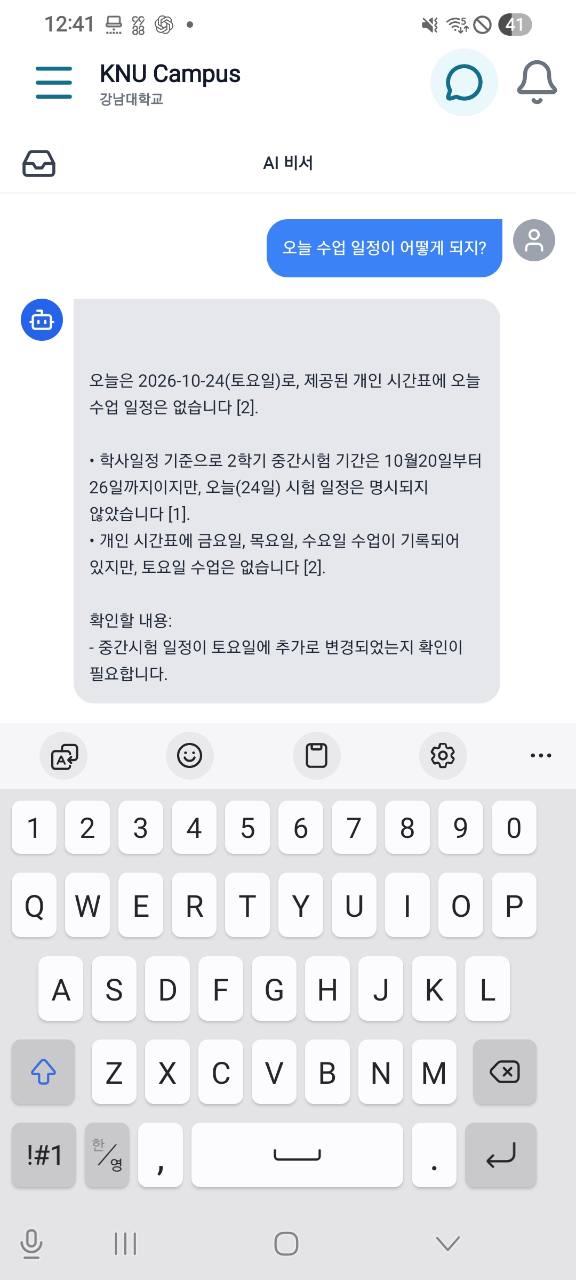 12:41
41
KNU Campus
강남대학교
AI 비서
오늘 수업 일정이 어떻게 되지?
오늘은 2026-10-24(토요일)로, 제공된 개인 시간표에 오늘
수업 일정은 없습니다 [2].
• 학사일정 기준으로 2학기 중간시험 기간은 10월20일부터
26일까지이지만, 오늘(24일) 시험 일정은 명시되지
않았습니다 [1].
• 개인 시간표에 금요일, 목요일, 수요일 수업이 기록되어
있지만, 토요일 수업은 없습니다 [2].
확인할 내용:
- 중간시험 일정이 토요일에 추가로 변경되었는지 확인이
필요합니다.
1 2 3 4 5 6 7 8 9 0
Q W E R T Y U I O P
A S D F G H J K L
Z X C V B N M
!#1 한/영 , .